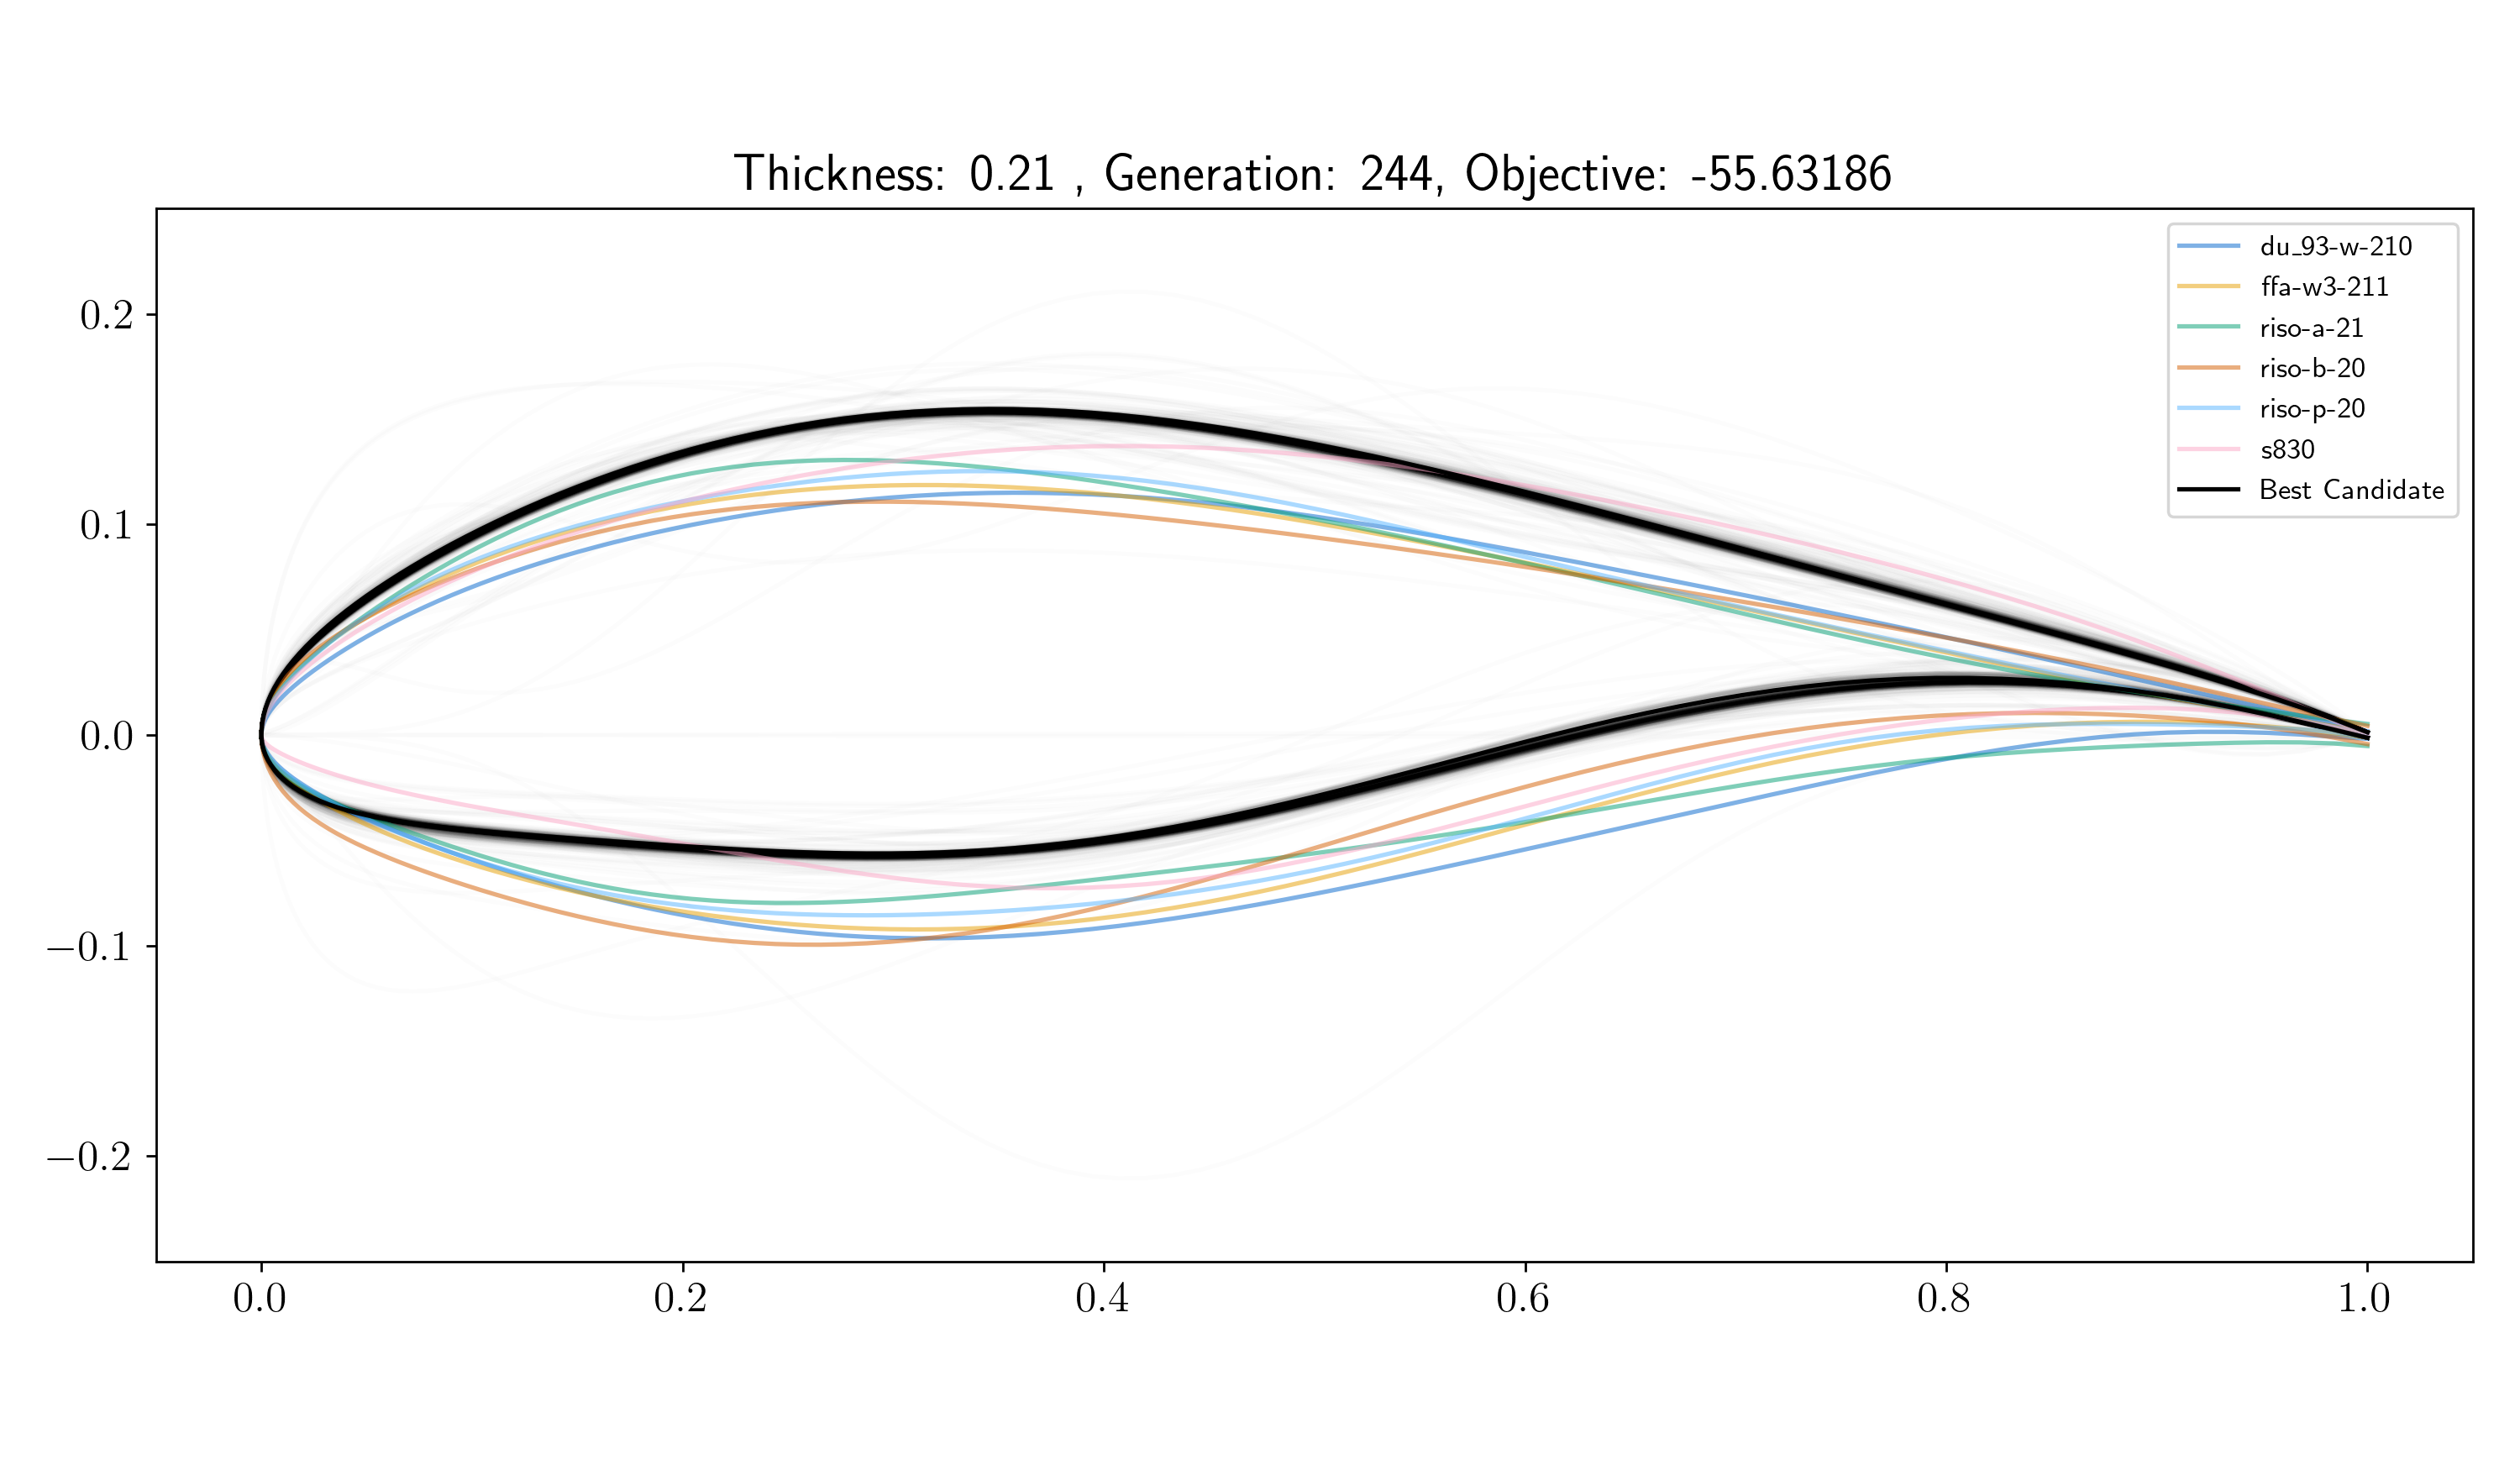 Thickness: 0.21 , Generation: 244, Objective: -55.63186
du_93-w-210
ffa-w3-211
riso-a-21
riso-b-20
riso-p-20
s830
Best Candidate
0.2
0.1
0.0
−0.1
−0.2
0.0 0.2 0.4 0.6 0.8 1.0